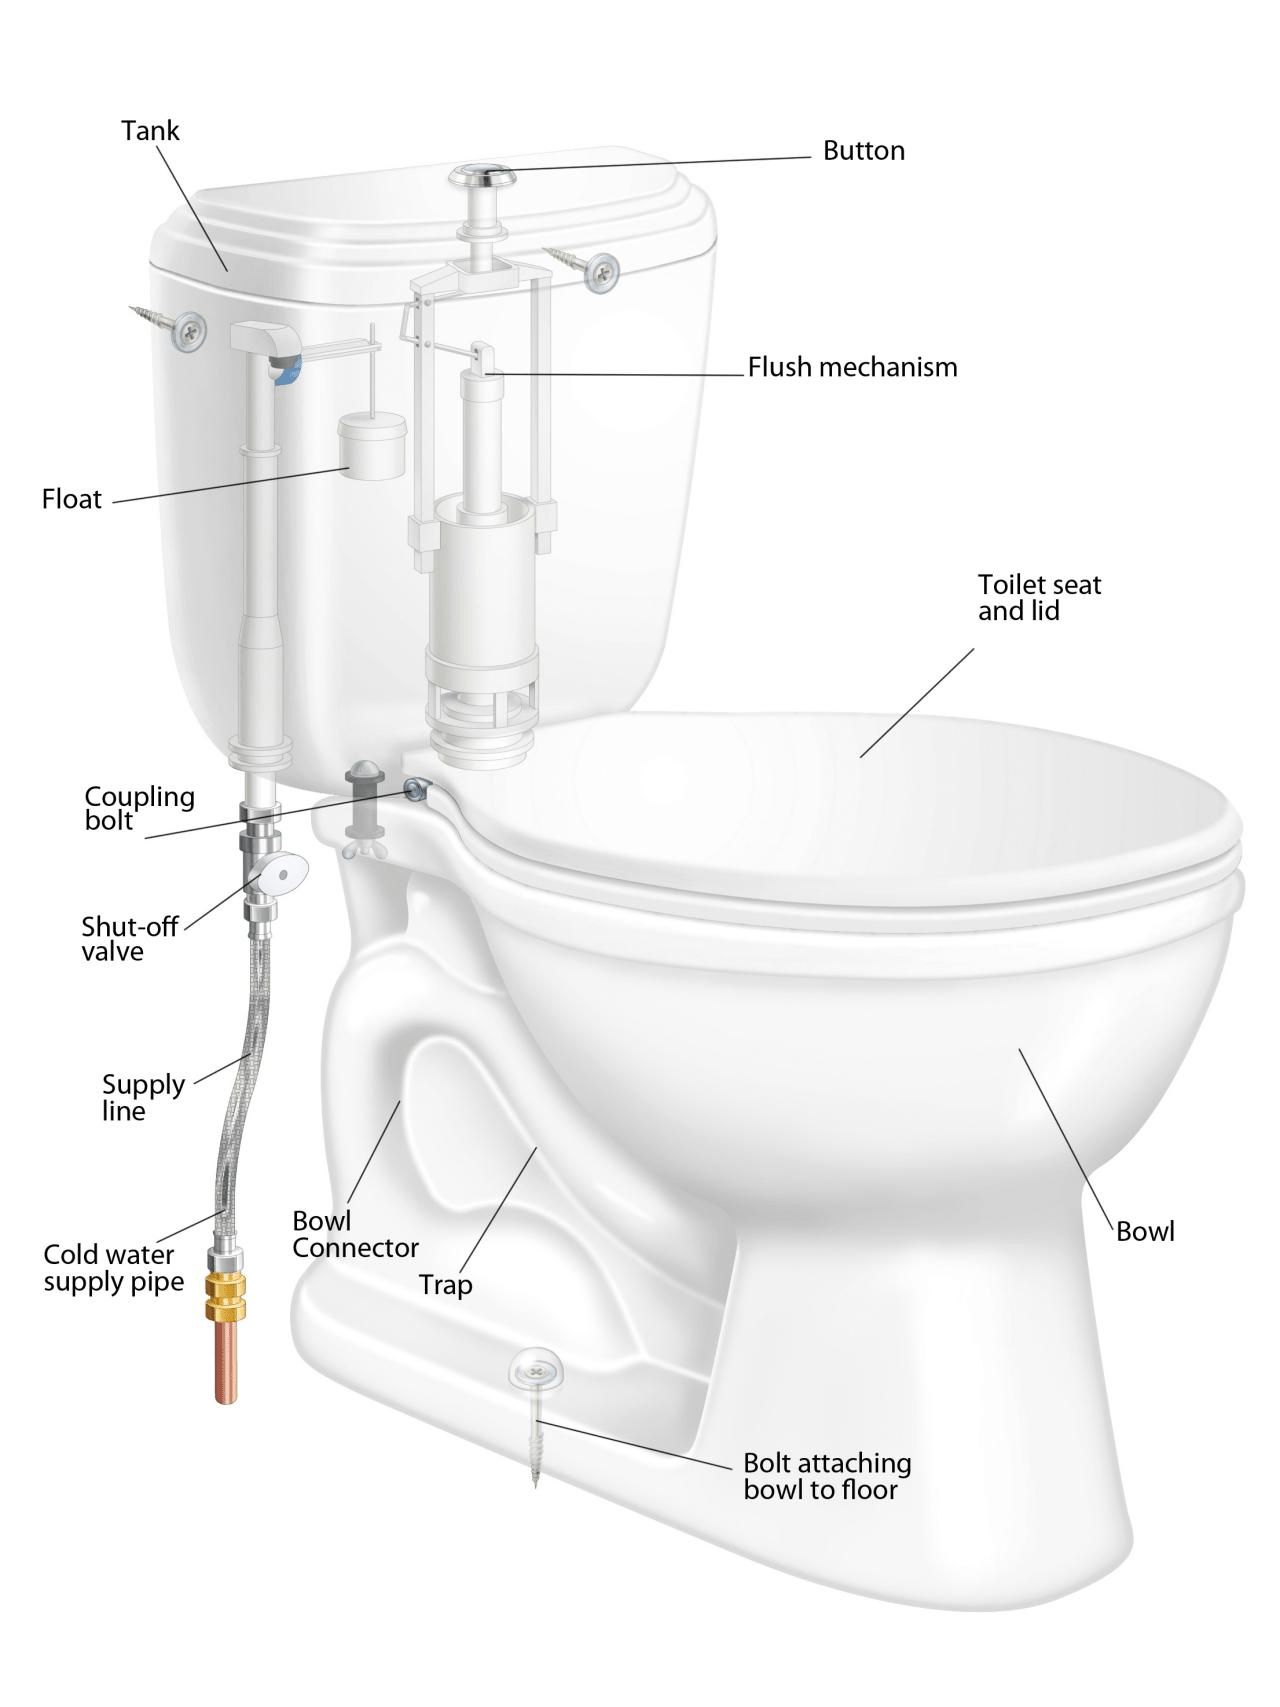 Tank
Button
Flush mechanism
Float
Toilet seat
and lid
Coupling
bolt
Shut-off
valve
Supply
line
Bowl
Connector
Bowl
Cold water
supply pipe
Trap
Bolt attaching
bowl to floor